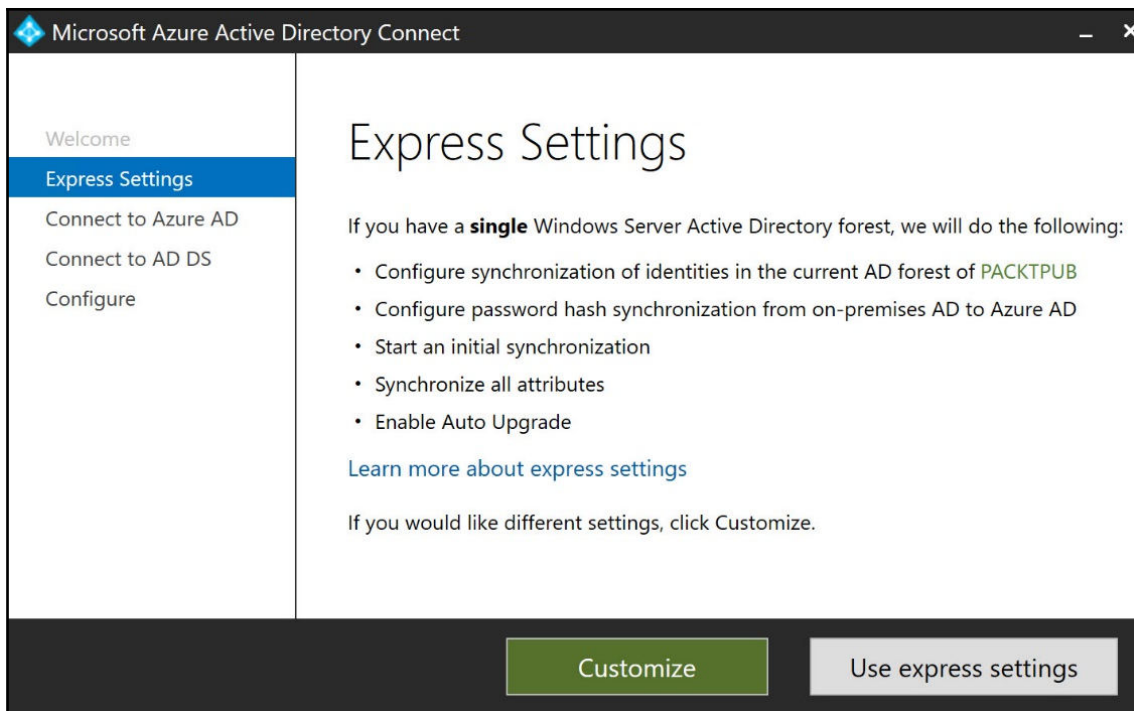 Microsoft Azure Active Directory Connect
Welcome
Express Settings
Connect to Azure AD
Connect to AD DS
Configure
Express Settings
If you have a single Windows Server Active Directory forest, we will do the following:
• Configure synchronization of identities in the current AD forest of PACKTPUB
• Configure password hash synchronization from on-premises AD to Azure AD
• Start an initial synchronization
• Synchronize all attributes
• Enable Auto Upgrade
Learn more about express settings
If you would like different settings, click Customize.
Customize
Use express settings